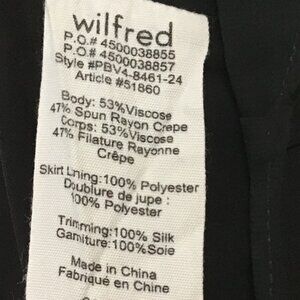 wilfred
P.O.# 4500038855
P.O.# 4500038857
Style #PBV4-8461-24
Article #51860
Body: 53%Viscose
47% Spun Rayon Crepe
Corps: 53%Viscose
47% Filature Rayonne
Crêpe
Skirt Lining:100% Polyester
Doublure de jupe :
100% Polyester
Trimming:100% Silk
Garniture:100%Soie
Made in China
Fabriqué en Chine